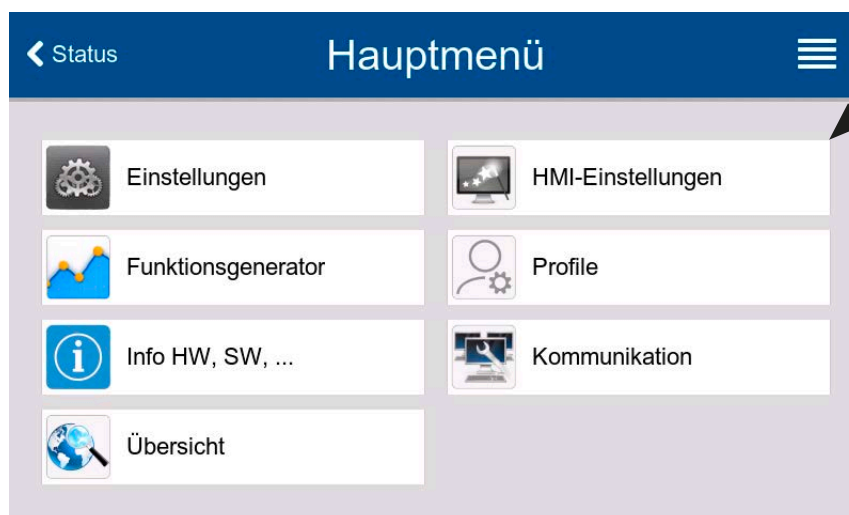 Status
Hauptmenü
Einstellungen
HMI-Einstellungen
Funktionsgenerator
Profile
Info HW, SW, ...
Kommunikation
Übersicht